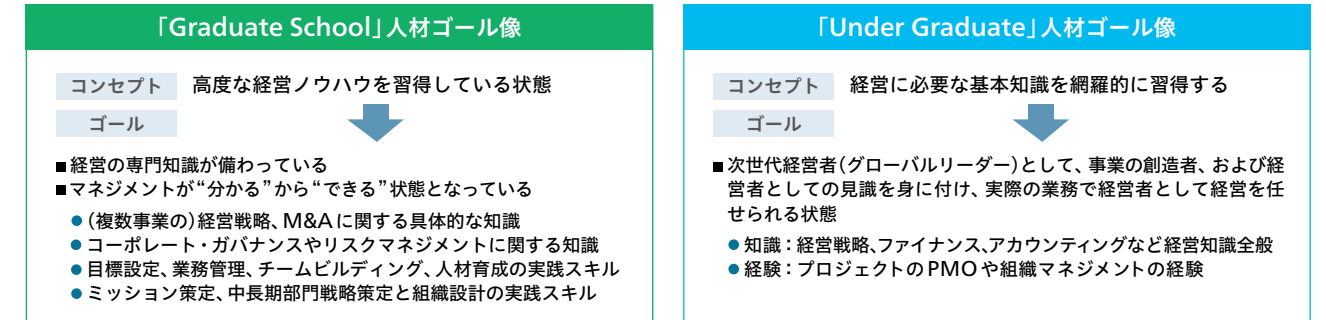 「Graduate School」人材ゴール像
コンセプト 高度な経営ノウハウを習得している状態
ゴール
■経営の専門知識が備わっている
■マネジメントが“分かる”から“できる”状態となっている
●(複数事業の)経営戦略、M&Aに関する具体的な知識
●コーポレート・ガバナンスやリスクマネジメントに関する知識
●目標設定、業務管理、チームビルディング、人材育成の実践スキル
●ミッション策定、中長期部門戦略策定と組織設計の実践スキル
「Under Graduate」人材ゴール像
コンセプト 経営に必要な基本知識を網羅的に習得する
ゴール
■次世代経営者(グローバルリーダー)として、事業の創造者、および経
営者としての見識を身に付け、実際の業務で経営者として経営を任
せられる状態
●知識：経営戦略、ファイナンス、アカウンティングなど経営知識全般
●経験：プロジェクトのPMOや組織マネジメントの経験